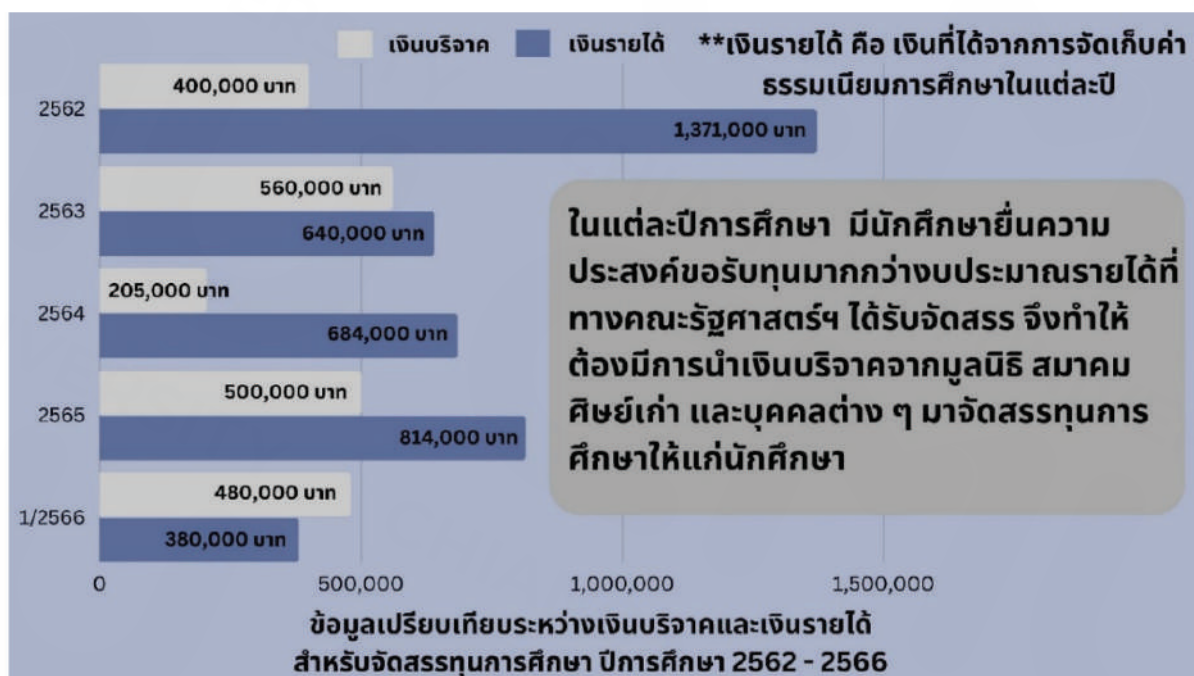 เงินบริจาค เงินรายได้ **เงินรายได้ คือ เงินที่ได้จากการจัดเก็บค่า
ธรรมเนียมการศึกษาในแต่ละปี
2562
400,000 บาท
1,371,000 บาท
2563
560,000 บาท
640,000 บาท
2564
205,000 บาท
684,000 บาท
2565
500,000 บาท
814,000 บาท
1/2566
480,000 บาท
380,000 บาท
ในแต่ละปีการศึกษา มีนักศึกษายื่นความ
ประสงค์ขอรับทุนมากกว่างบประมาณรายได้ที่
ทางคณะรัฐศาสตร์ฯ ได้รับจัดสรร จึงทำให้
ต้องมีการนำเงินบริจาคจากมูลนิธิ สมาคม
ศิษย์เก่า และบุคคลต่าง ๆ มาจัดสรรทุนการ
ศึกษาให้แก่นักศึกษา
0 500,000 1,000,000 1,500,000
ข้อมูลเปรียบเทียบระหว่างเงินบริจาคและเงินรายได้
สำหรับจัดสรรทุนการศึกษา ปีการศึกษา 2562 - 2566